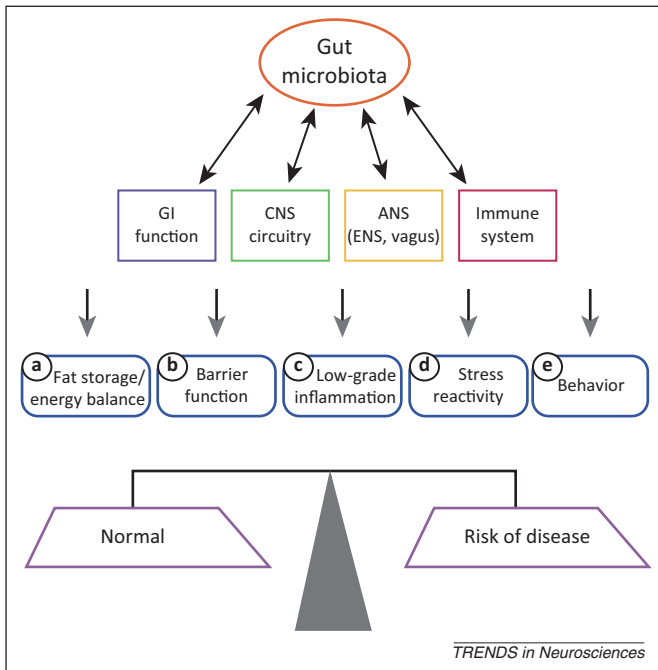 Gut
microbiota
GI
function
CNS
circuitry
ANS
(ENS, vagus)
Immune
system
a
Fat storage/
energy balance
b
Barrier
function
c
Low-grade
inflammation
d
Stress
reactivity
e
Behavior
Normal
Risk of disease
TRENDS in Neurosciences